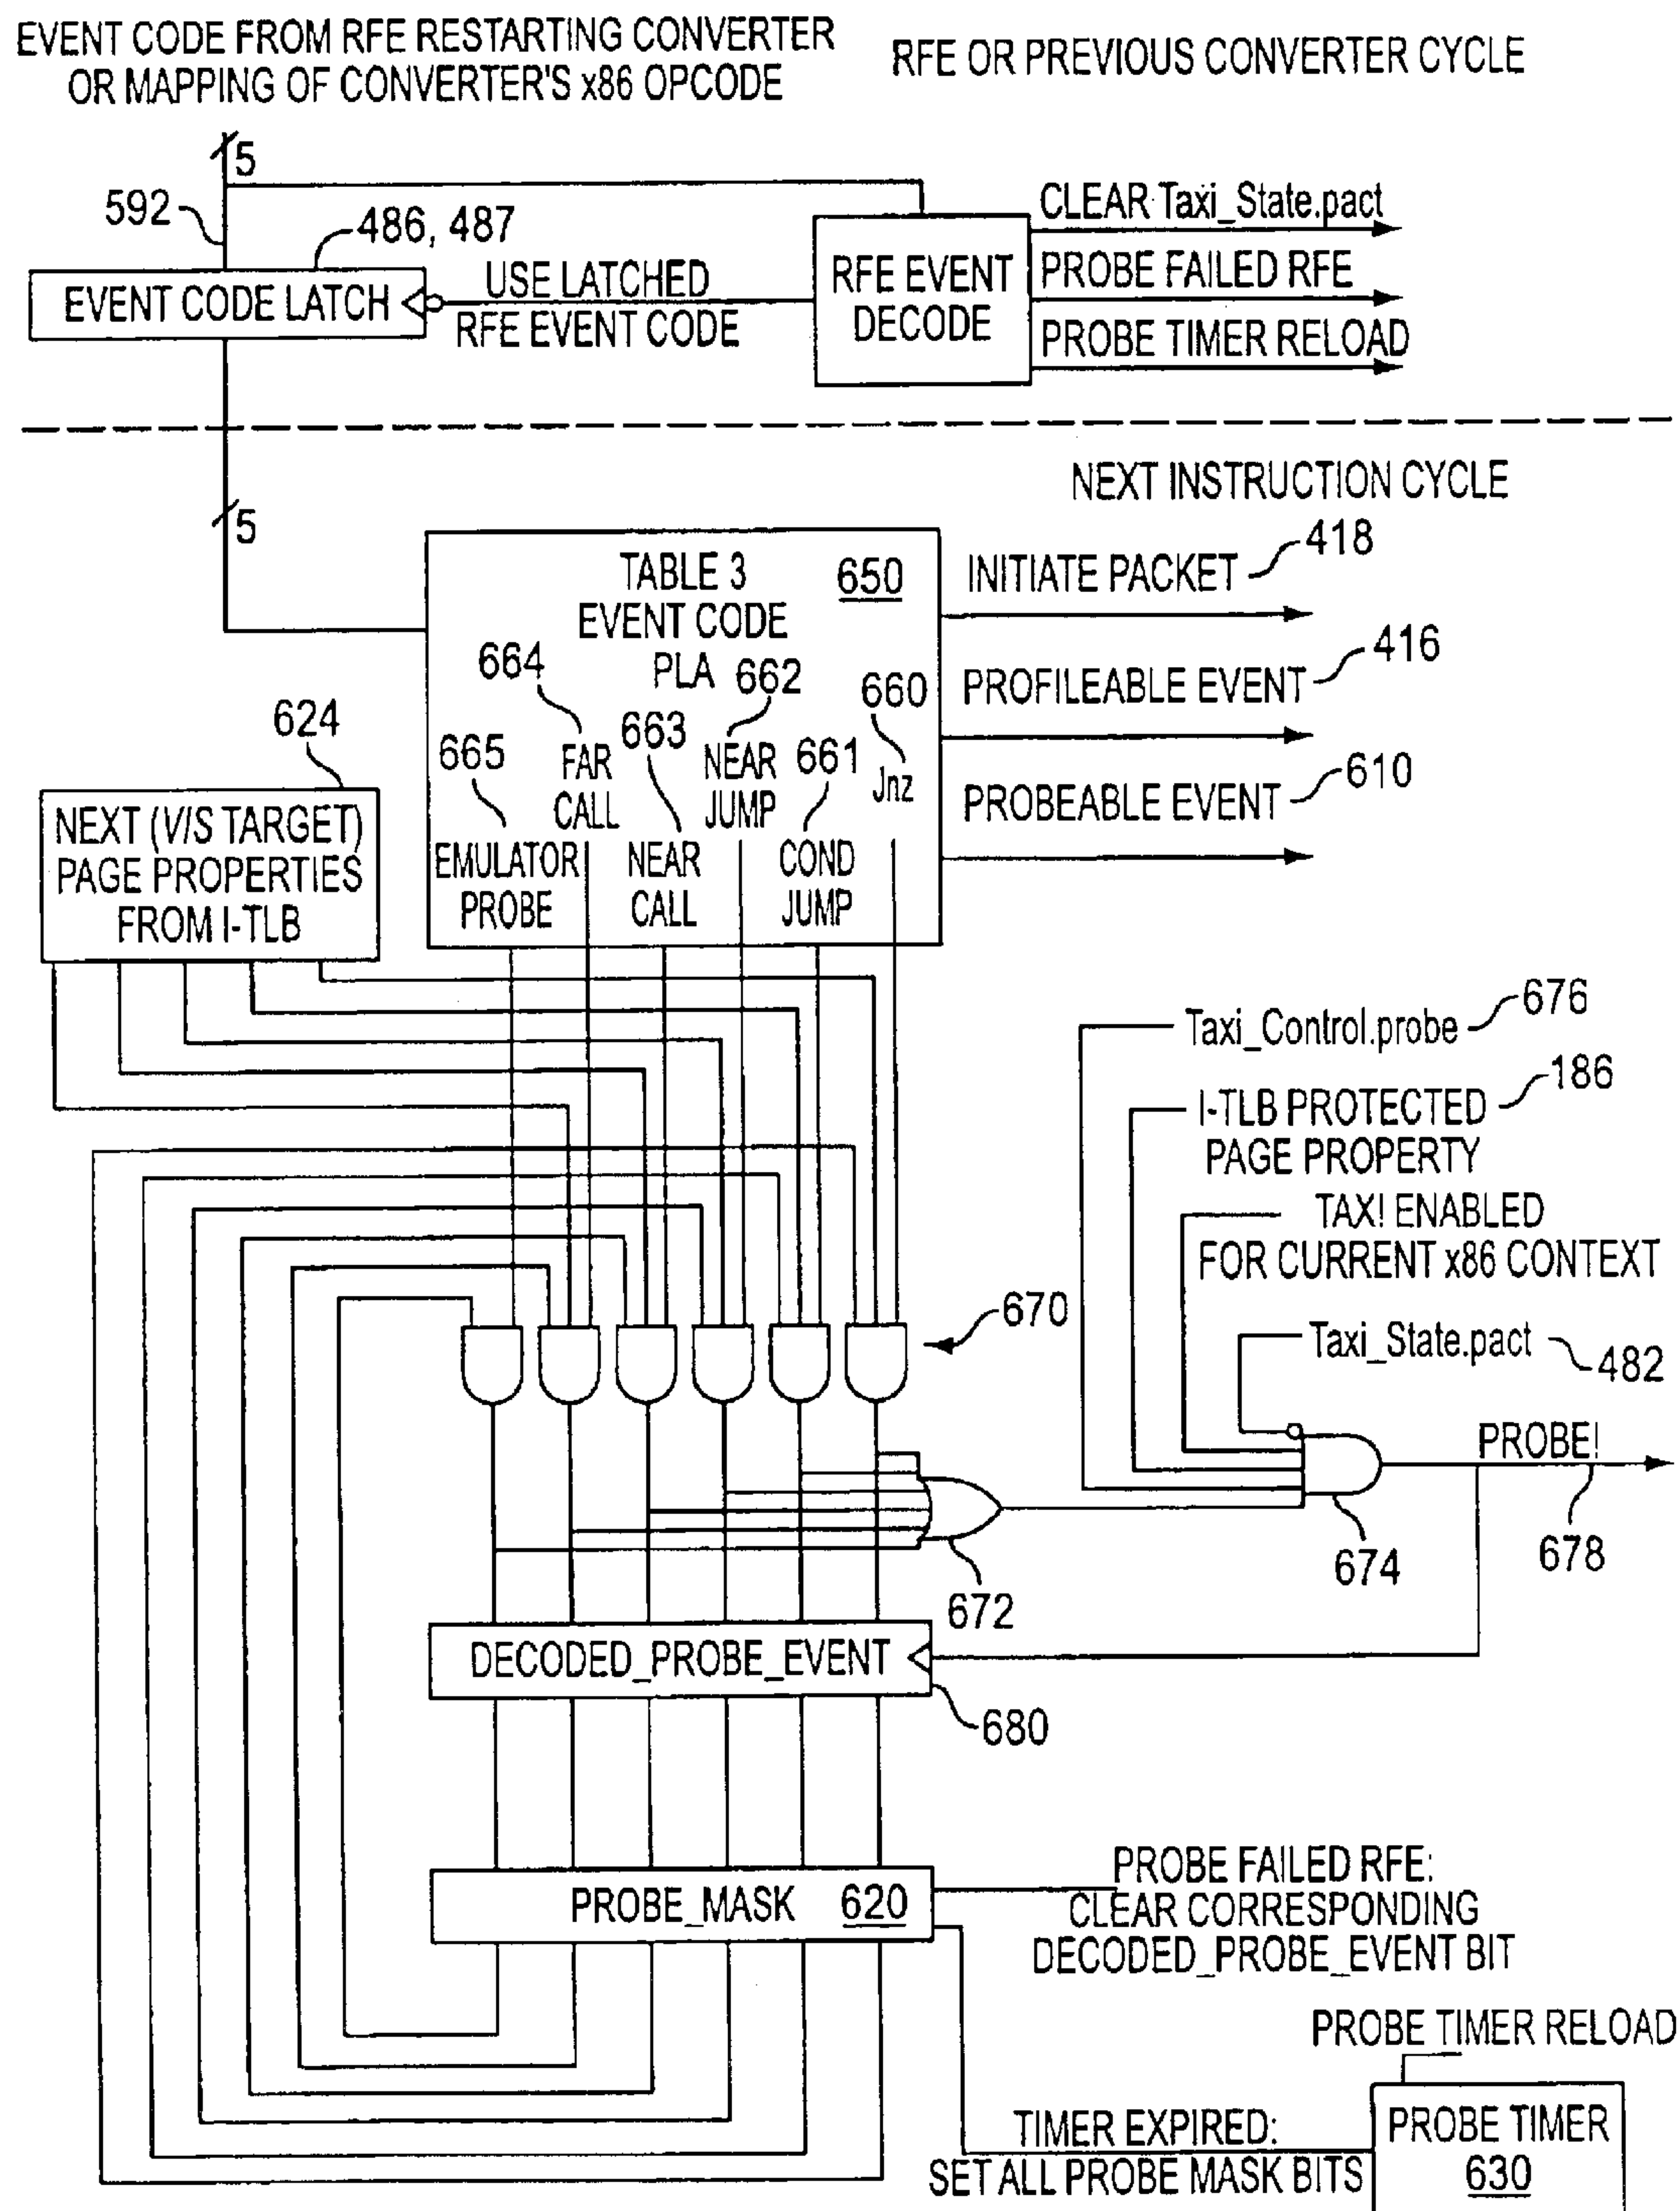 EVENT CODE FROM RFE RESTARTING CONVERTER
OR MAPPING OF CONVERTER'S x86 OPCODE
RFE OR PREVIOUS CONVERTER CYCLE
5
592
486, 487
EVENT CODE LATCH
USE LATCHED
RFE EVENT CODE
RFE EVENT
DECODE
CLEAR Taxi_State.pact
PROBE FAILED RFE
PROBE TIMER RELOAD
NEXT INSTRUCTION CYCLE
5
TABLE 3
EVENT CODE
PLA
650
INITIATE PACKET
418
PROFILEABLE EVENT
416
PROBEABLE EVENT
610
624
NEXT (V/S TARGET)
PAGE PROPERTIES
FROM I-TLB
665
EMULATOR
PROBE
664
FAR
CALL
663
NEAR
CALL
662
NEAR
JUMP
661
COND
JUMP
660
Jnz
Taxi_Control.probe
676
I-TLB PROTECTED
PAGE PROPERTY
186
TAX! ENABLED
FOR CURRENT x86 CONTEXT
Taxi_State.pact
482
670
PROBE!
672
674
678
DECODED_PROBE_EVENT
680
PROBE_MASK 620
PROBE FAILED RFE:
CLEAR CORRESPONDING
DECODED_PROBE_EVENT BIT
PROBE TIMER RELOAD
TIMER EXPIRED:
SET ALL PROBE MASK BITS
PROBE TIMER
630